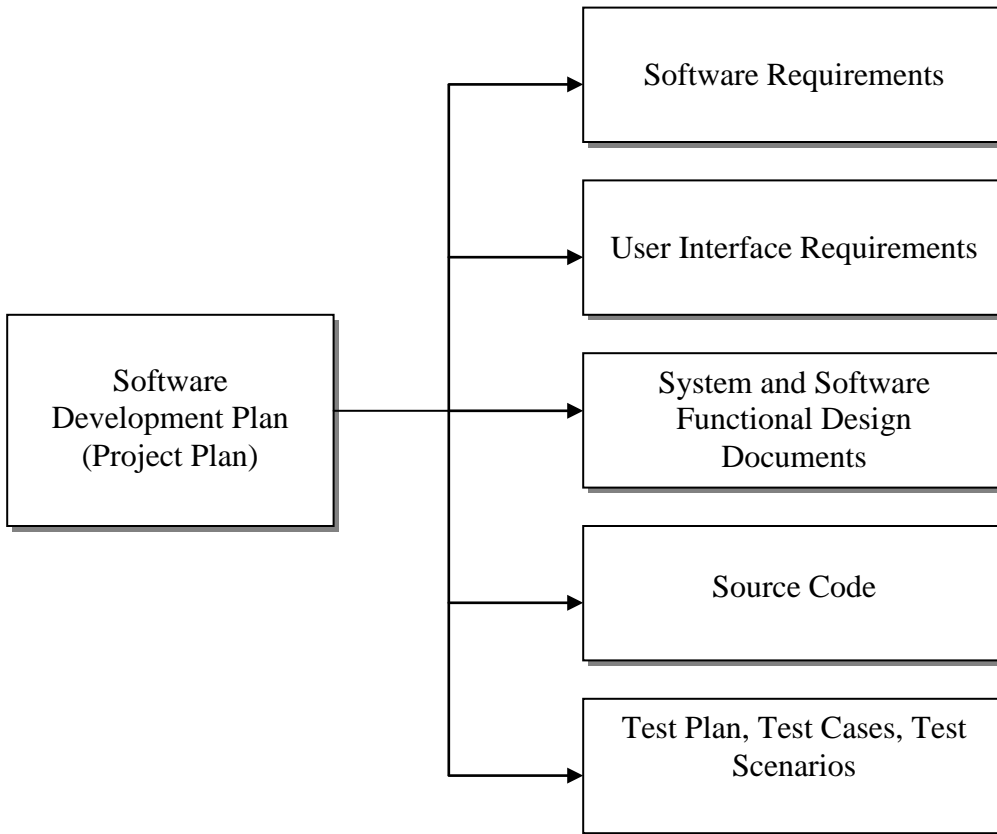 Software Requirements
User Interface Requirements
Software
Development Plan
(Project Plan)
System and Software
Functional Design
Documents
Source Code
Test Plan, Test Cases, Test
Scenarios